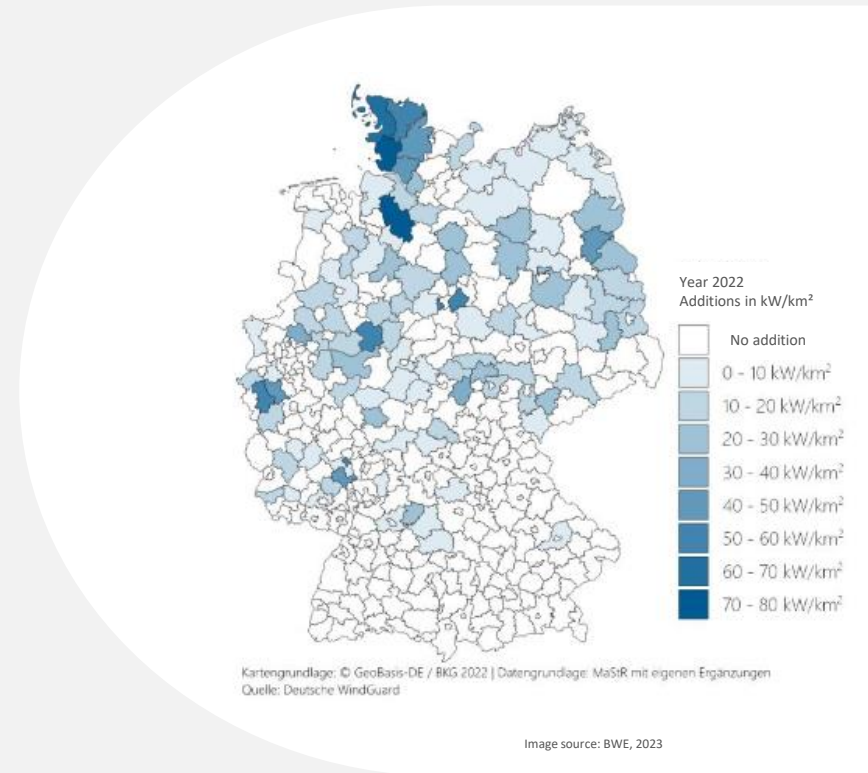 Year 2022
Additions in kW/km²
No addition
0 - 10 kW/km²
10 - 20 kW/km²
20 - 30 kW/km²
30 - 40 kW/km²
40 - 50 kW/km²
50 - 60 kW/km²
60 - 70 kW/km²
70 - 80 kW/km²
Kartengrundlage: © GeoBasis-DE / BKG 2022 | Datengrundlage: MaStR mit eigenen Ergänzungen
Quelle: Deutsche WindGuard
Image source: BWE, 2023